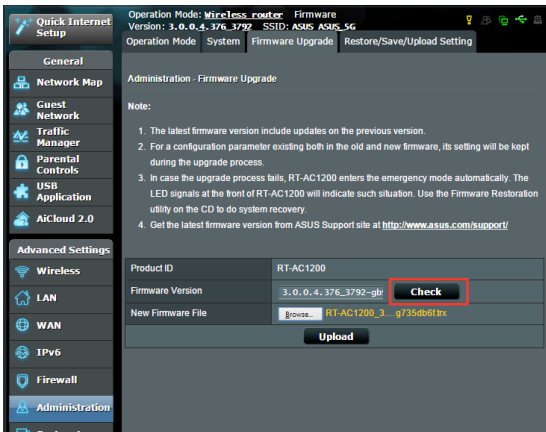 Quick Internet
Setup
Operation Mode: Wireless router Firmware
Version: 3.0.0.4.376_3792 SSID: ASUS ASUS_5G
Operation Mode System Firmware Upgrade Restore/Save/Upload Setting
General
Network Map
Guest
Network
Traffic
Manager
Parental
Controls
USB
Application
AiCloud 2.0
Advanced Settings
Wireless
LAN
WAN
IPv6
Firewall
Administration
Administration - Firmware Upgrade
Note:
1. The latest firmware version include updates on the previous version.
2. For a configuration parameter existing both in the old and new firmware, its setting will be kept
during the upgrade process.
3. In case the upgrade process fails, RT-AC1200 enters the emergency mode automatically. The
LED signals at the front of RT-AC1200 will indicate such situation. Use the Firmware Restoration
utility on the CD to do system recovery.
4. Get the latest firmware version from ASUS Support site at http://www.asus.com/support/
Product ID RT-AC1200
Firmware Version 3.0.0.4.376_3792-gb Check
New Firmware File Browse... RT-AC1200_3....g735db6f.trx
Upload